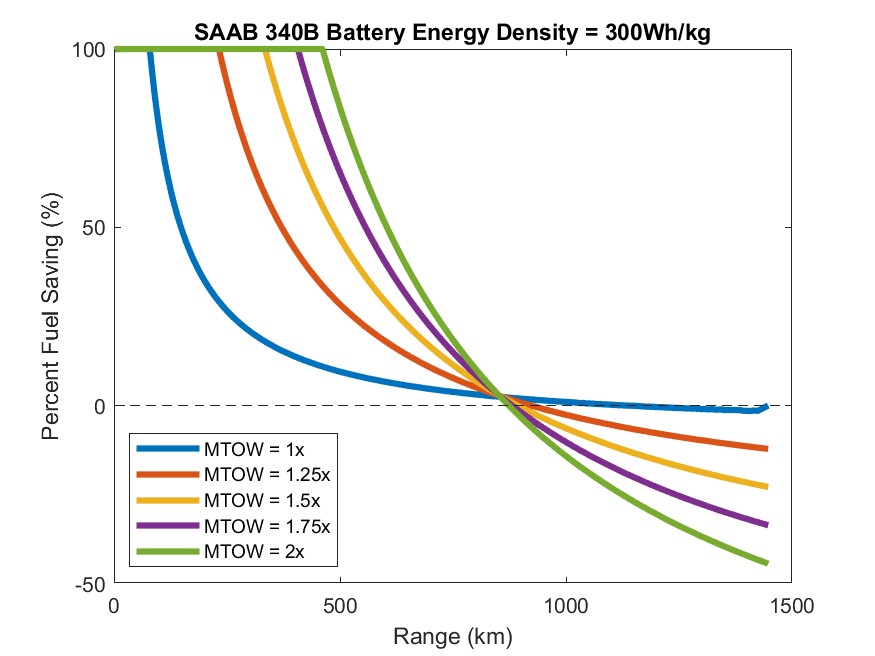 SAAB 340B Battery Energy Density = 300Wh/kg
100
50
0
-50
Percent Fuel Saving (%)
MTOW = 1x
MTOW = 1.25x
MTOW = 1.5x
MTOW = 1.75x
MTOW = 2x
0
500
1000
1500
Range (km)